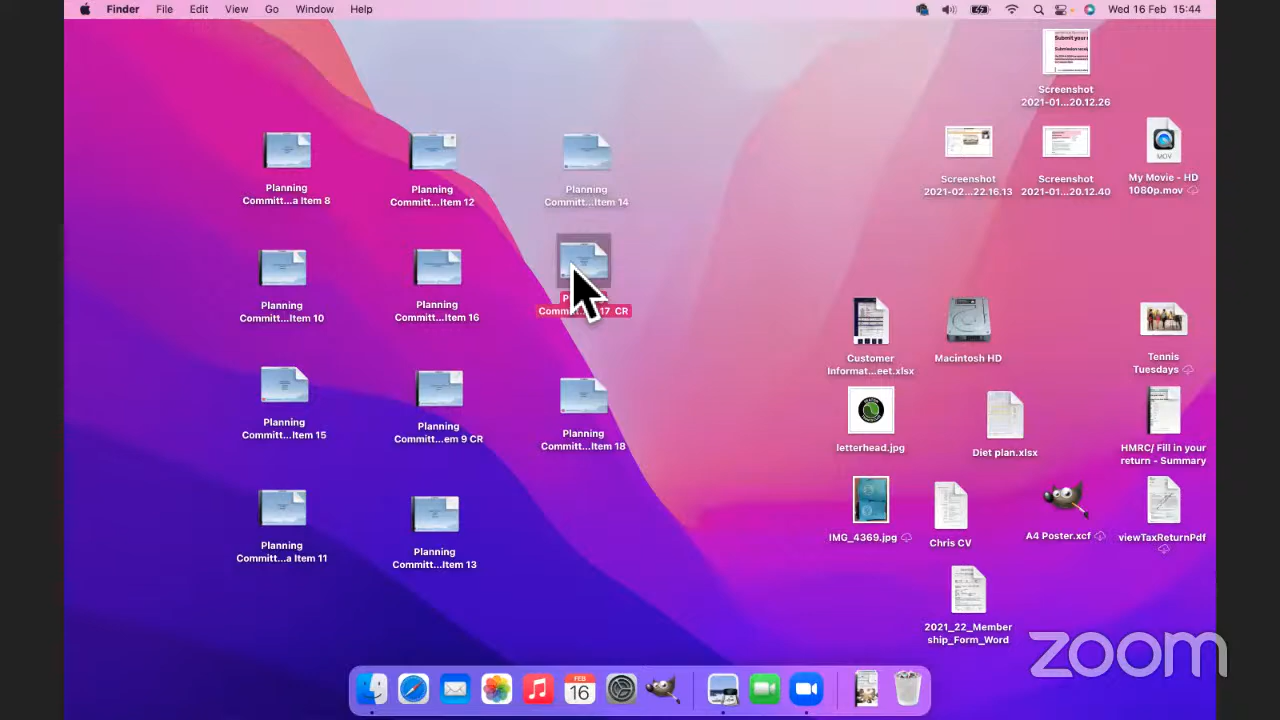 Finder File Edit View Go Window Help
Wed 16 Feb 15:44
Submit your
Screenshot
2021-01...20.12.26
Planning
Committ...a Item 8
Planning
Committ...Item 12
Planning
Committ...Item 14
Screenshot
2021-02...22.16.13
Screenshot
2021-01...20.12.40
MOV
My Movie - HD
1080p.mov
Planning
Committ...Item 10
Planning
Committ...Item 16
17 CR
Customer
Informat...eet.xlsx
Macintosh HD
Tennis
Tuesdays
Planning
Committ...Item 15
Planning
Committ...em 9 CR
Planning
Committ...Item 18
letterhead.jpg
Diet plan.xlsx
HMRC/ Fill in your
return - Summary
Planning
Committ...a Item 11
Planning
Committ...Item 13
IMG_4369.jpg
Chris CV
A4 Poster.xcf
viewTaxReturnPdf
2021_22_Member
ship_Form_Word
zoom
FEB
16